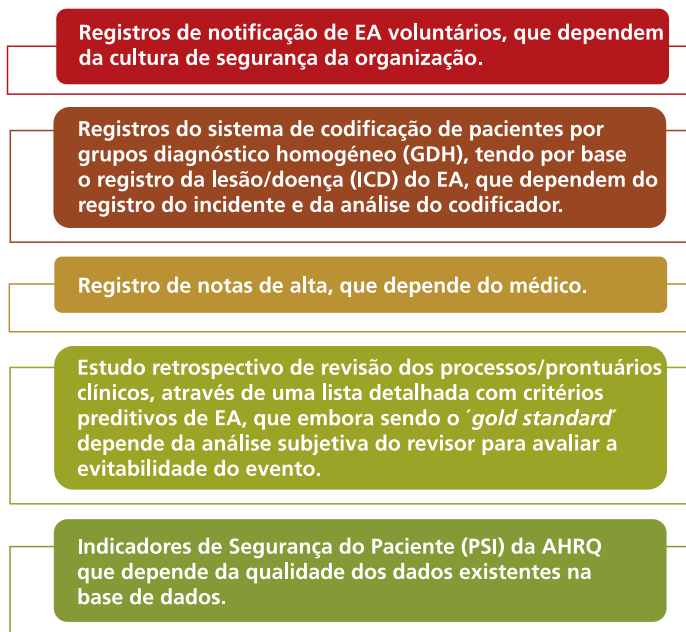 Registros de notificação de EA voluntários, que dependem
da cultura de segurança da organização.
Registros do sistema de codificação de pacientes por
grupos diagnóstico homogéneo (GDH), tendo por base
o registro da lesão/doença (ICD) do EA, que dependem do
registro do incidente e da análise do codificador.
Registro de notas de alta, que depende do médico.
Estudo retrospectivo de revisão dos processos/prontuários
clínicos, através de uma lista detalhada com critérios
preditivos de EA, que embora sendo o ´gold standard´
depende da análise subjetiva do revisor para avaliar a
evitabilidade do evento.
Indicadores de Segurança do Paciente (PSI) da AHRQ
que depende da qualidade dos dados existentes na
base de dados.